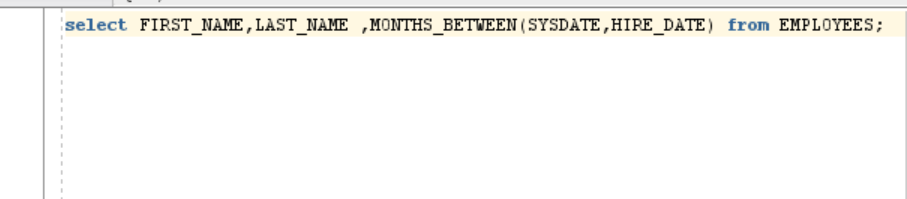 select FIRST_NAME,LAST_NAME ,MONTHS_BETWEEN(SYSDATE,HIRE_DATE) from EMPLOYEES;